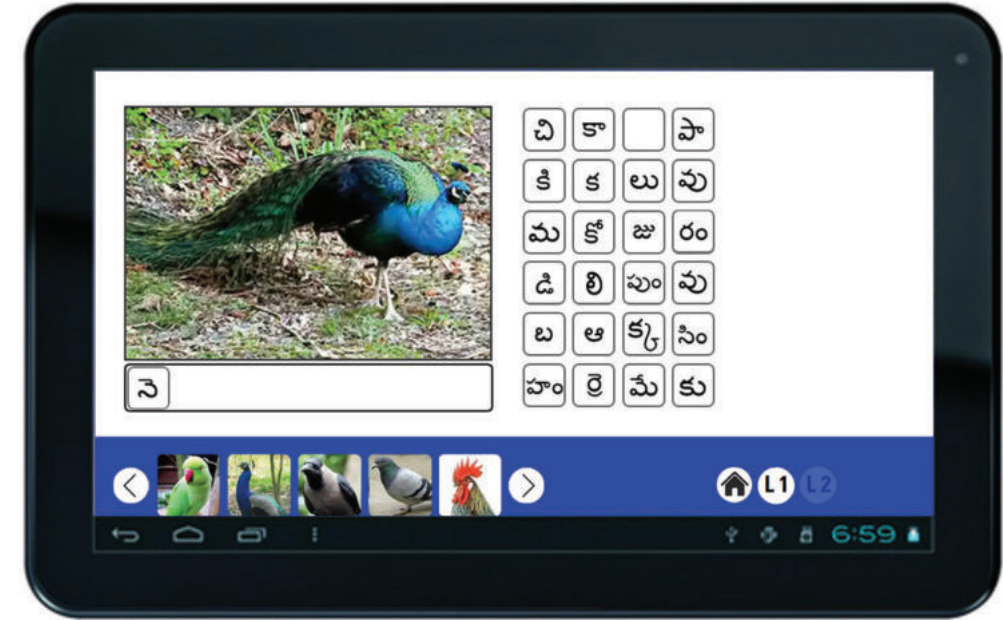 చి కా పా
కి క లు వు
మ కో జు రం
డి లి పుం వు
బ ఆ క్క సిం
నె
హం ర్రె మే కు
L1 L2
6:59